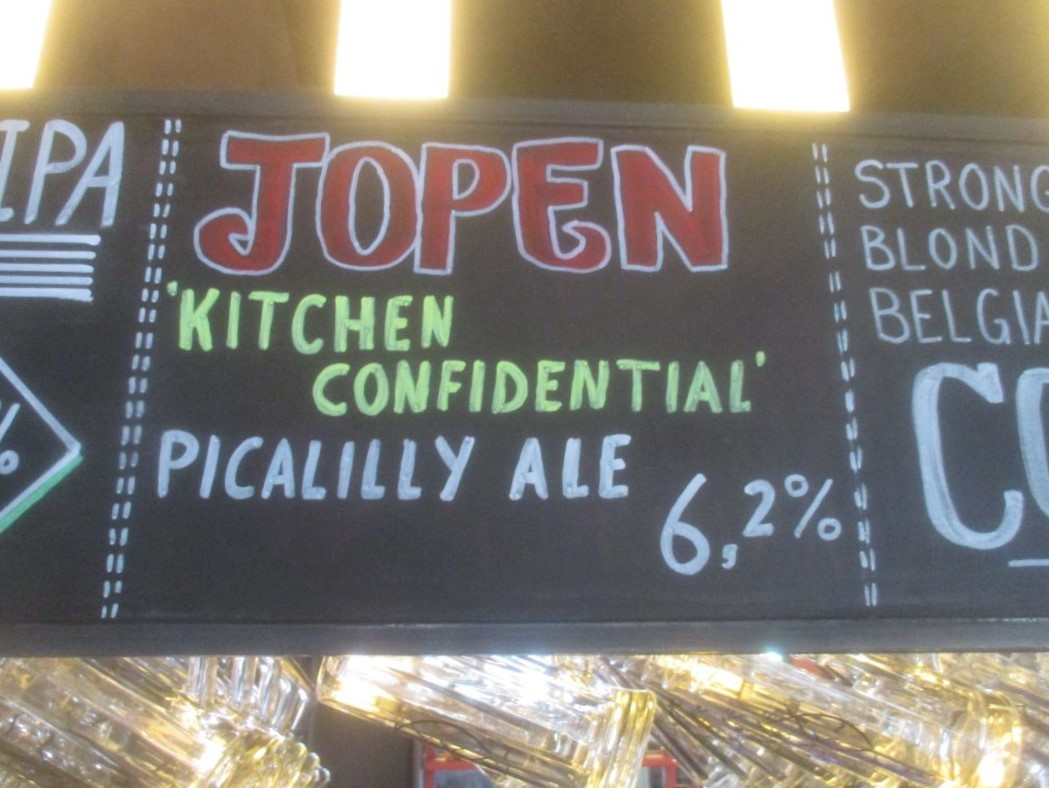 IPA
%
JOPEN
'KITCHEN
CONFIDENTIAL'
PICALILLY ALE
6,2%
STRONG
BLOND
BELGIA